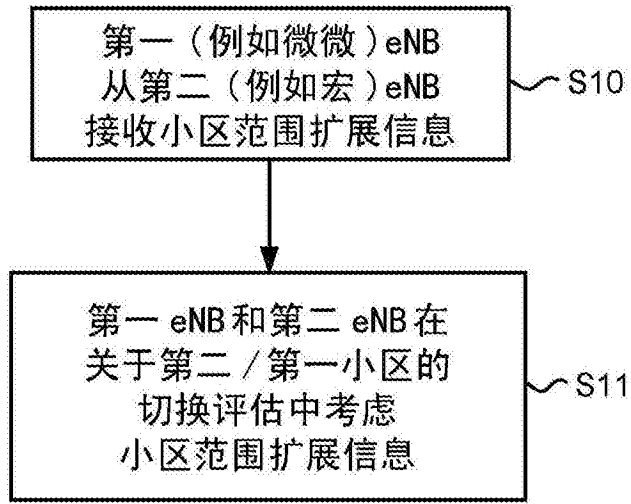 第一(例如微微)eNB
从第二(例如宏)eNB
接收小区范围扩展信息
S10
第一 eNB 和第二 eNB 在
关于第二/第一小区的
切换评估中考虑
小区范围扩展信息
S11